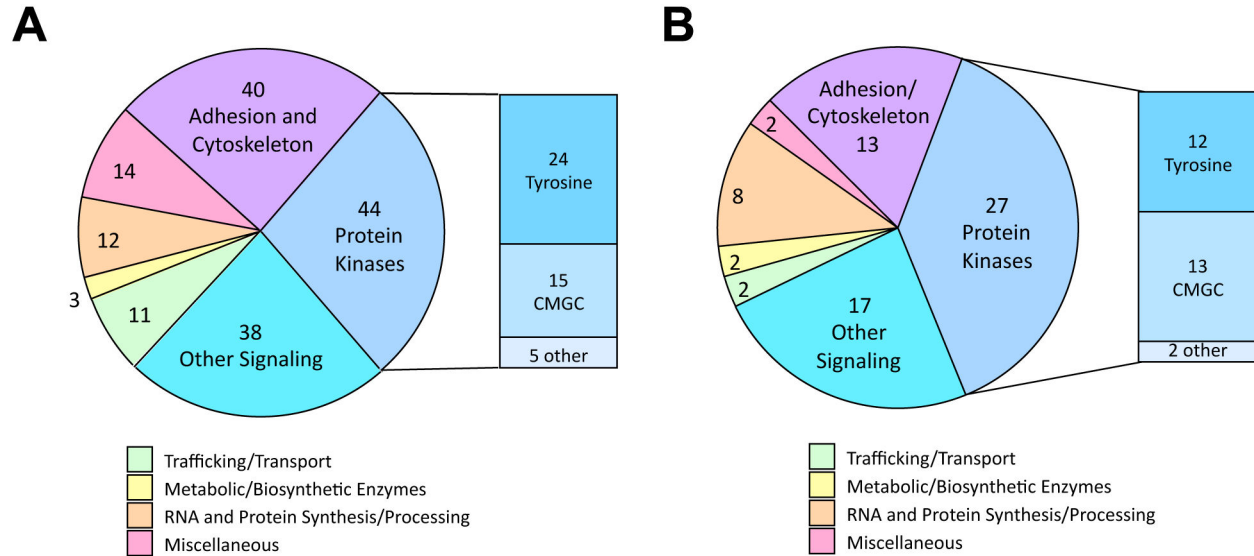 A
40
Adhesion and
Cytoskeleton
14
12
3
11
38
Other Signaling
44
Protein
Kinases
24
Tyrosine
15
CMGC
5 other
Trafficking/Transport
Metabolic/Biosynthetic Enzymes
RNA and Protein Synthesis/Processing
Miscellaneous
B
Adhesion/
Cytoskeleton
13
2
8
2
2
17
Other
Signaling
27
Protein
Kinases
12
Tyrosine
13
CMGC
2 other
Trafficking/Transport
Metabolic/Biosynthetic Enzymes
RNA and Protein Synthesis/Processing
Miscellaneous